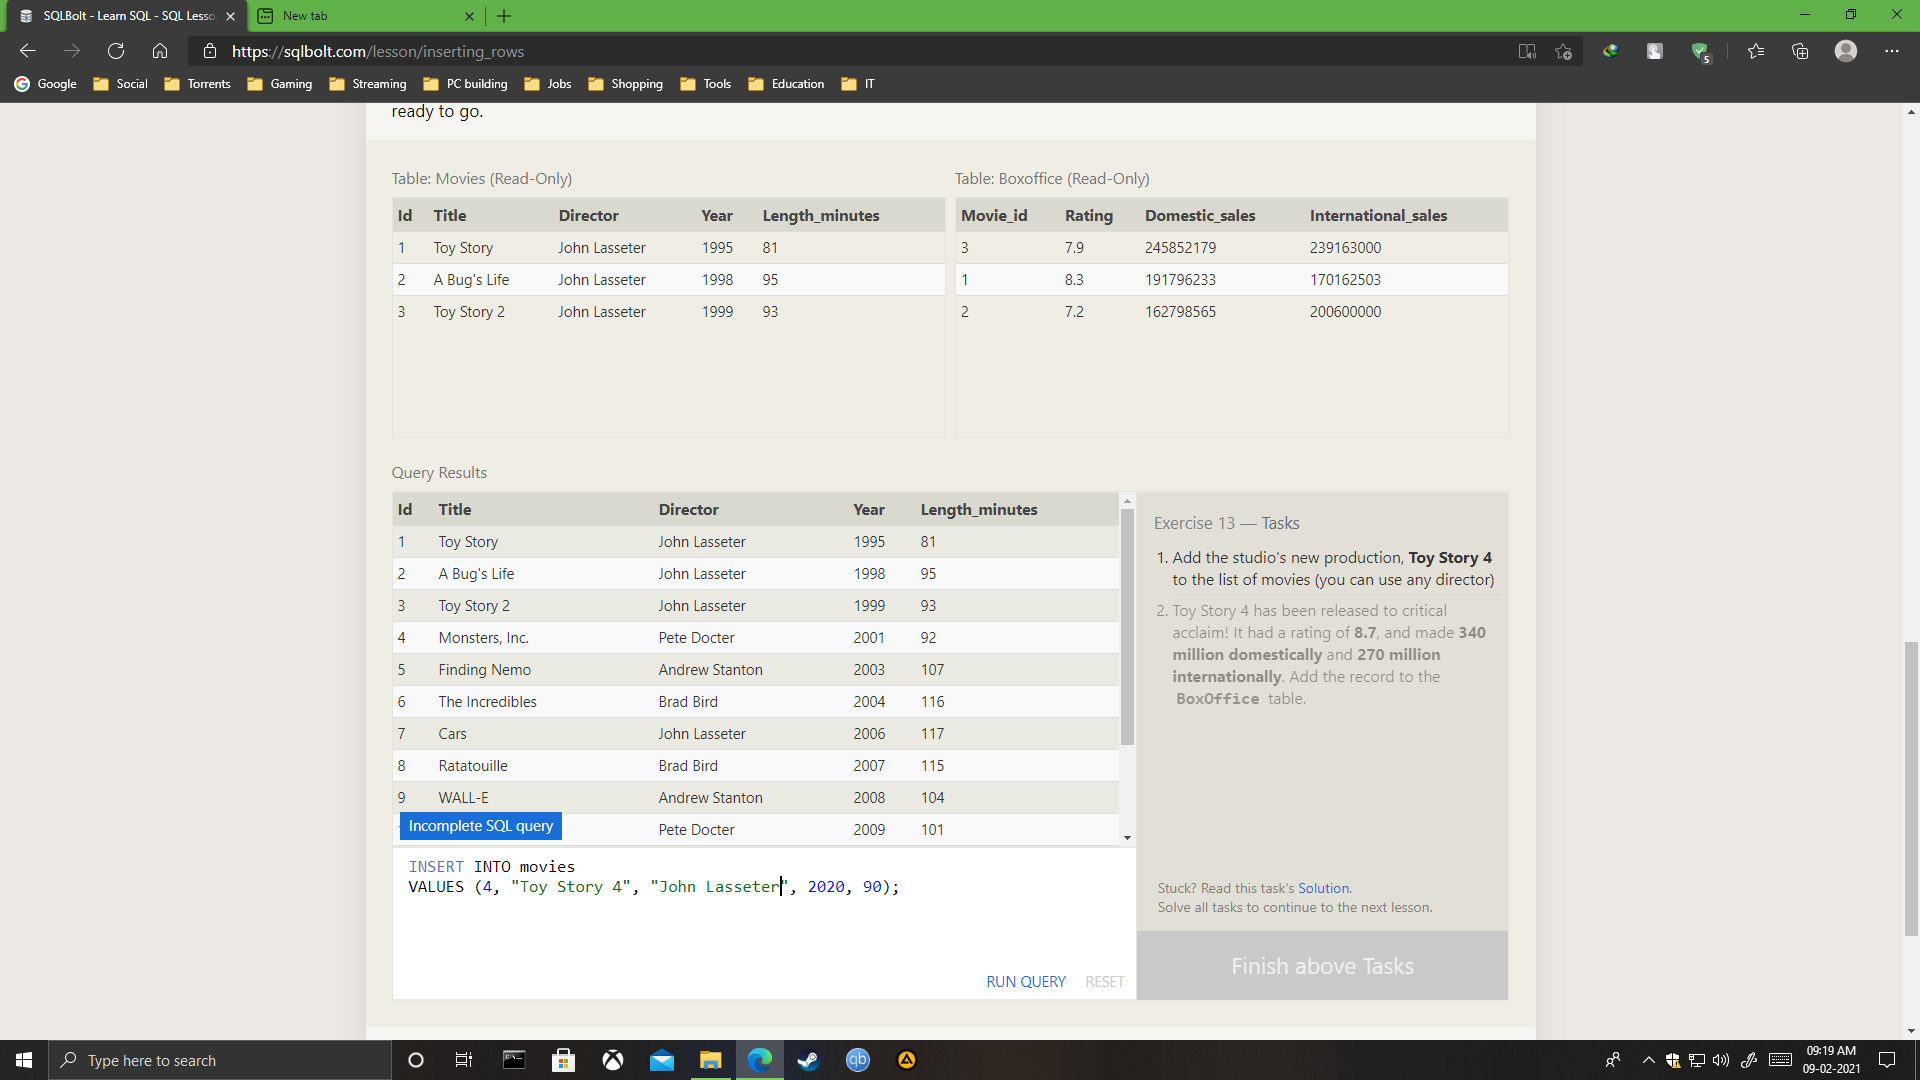 SQLBolt - Learn SQL - SQL Lesso
New tab
https://sqlbolt.com/lesson/inserting_rows
5
Google Social Torrents Gaming Streaming PC building Jobs Shopping Tools Education IT
ready to go.
Table: Movies (Read-Only)
Id Title Director Year Length_minutes
1 Toy Story John Lasseter 1995 81
2 A Bug's Life John Lasseter 1998 95
3 Toy Story 2 John Lasseter 1999 93
Table: Boxoffice (Read-Only)
Movie_id Rating Domestic_sales International_sales
3 7.9 245852179 239163000
1 8.3 191796233 170162503
2 7.2 162798565 200600000
Query Results
Id Title Director Year Length_minutes
1 Toy Story John Lasseter 1995 81
2 A Bug's Life John Lasseter 1998 95
3 Toy Story 2 John Lasseter 1999 93
4 Monsters, Inc. Pete Docter 2001 92
5 Finding Nemo Andrew Stanton 2003 107
6 The Incredibles Brad Bird 2004 116
7 Cars John Lasseter 2006 117
8 Ratatouille Brad Bird 2007 115
9 WALL-E Andrew Stanton 2008 104
Pete Docter 2009 101
Incomplete SQL query
INSERT INTO movies
VALUES (4, "Toy Story 4", "John Lasseter", 2020, 90);
RUN QUERY RESET
Exercise 13 — Tasks
1. Add the studio's new production, Toy Story 4
to the list of movies (you can use any director)
2. Toy Story 4 has been released to critical
acclaim! It had a rating of 8.7, and made 340
million domestically and 270 million
internationally. Add the record to the
BoxOffice table.
Stuck? Read this task's Solution.
Solve all tasks to continue to the next lesson.
Finish above Tasks
Type here to search
qb
09:19 AM
09-02-2021